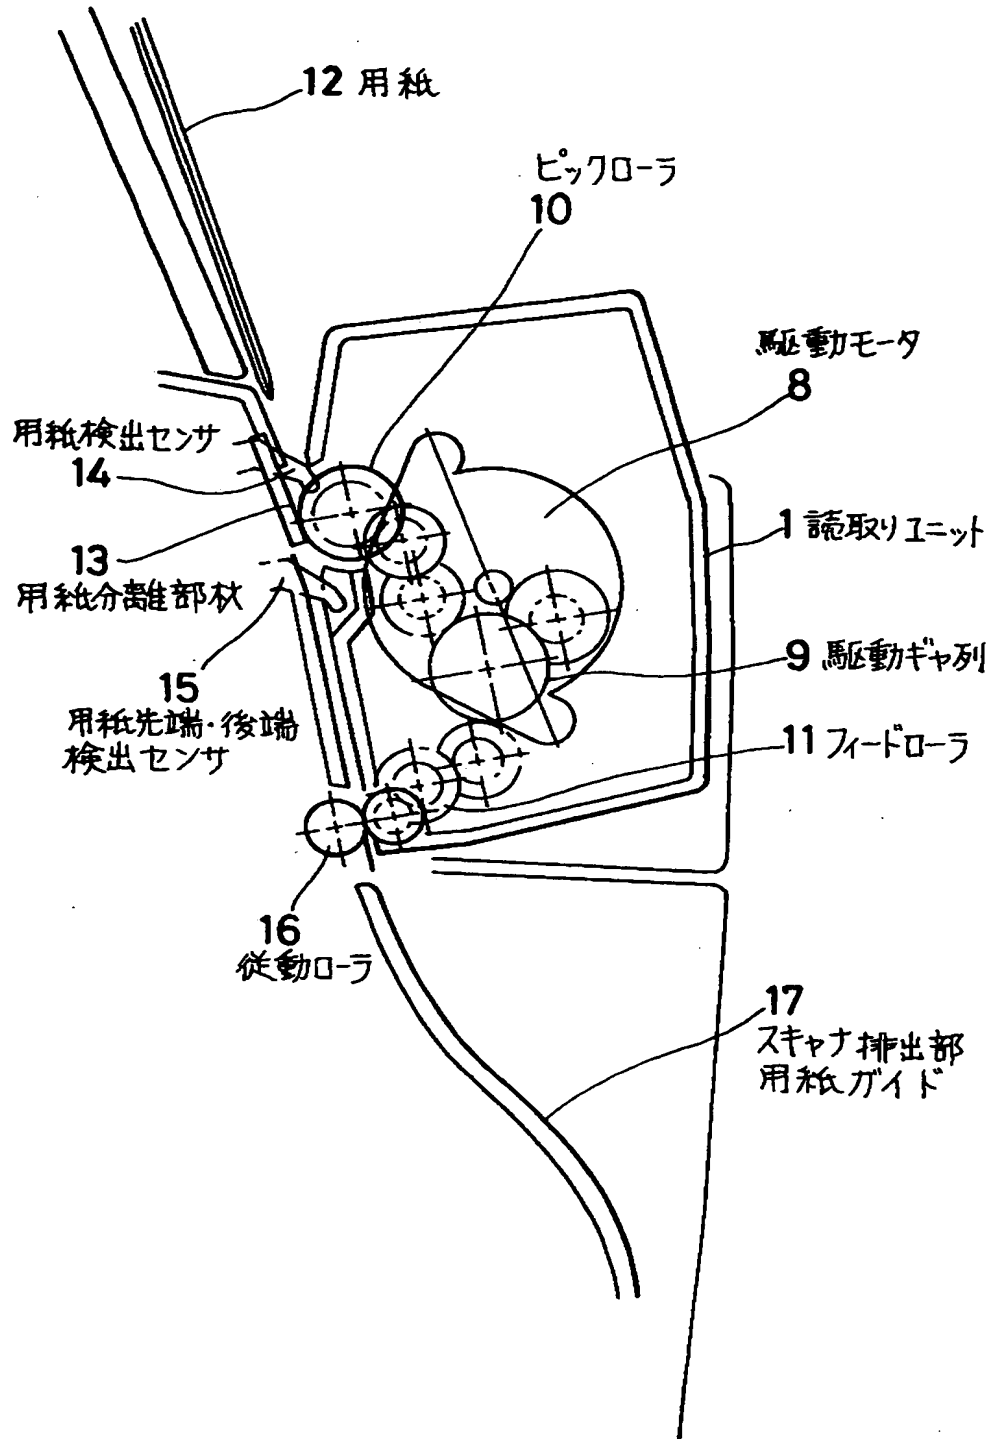 12 用紙
ピックローラ
10
駆動モータ
8
用紙検出センサ
14
1 読取りユニット
13
用紙分離部材
9 駆動ギャ列
15
用紙先端・後端
検出センサ
11 フィードローラ
16
従動ローラ
17
スキャナ排出部
用紙ガイド